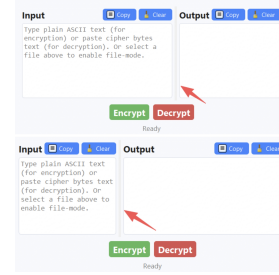 Input Copy Clear Output Copy Clear
Type plain ASCII text (for
encryption) or paste cipher bytes
text (for decryption). Or select a
file above to enable file-mode.
Encrypt Decrypt
Ready
Input Copy Clear Output Copy Clear
Type plain ASCII text
(for encryption) or
paste cipher bytes text
(for decryption). Or
select a file above to
enable file-mode.
Encrypt Decrypt
Ready